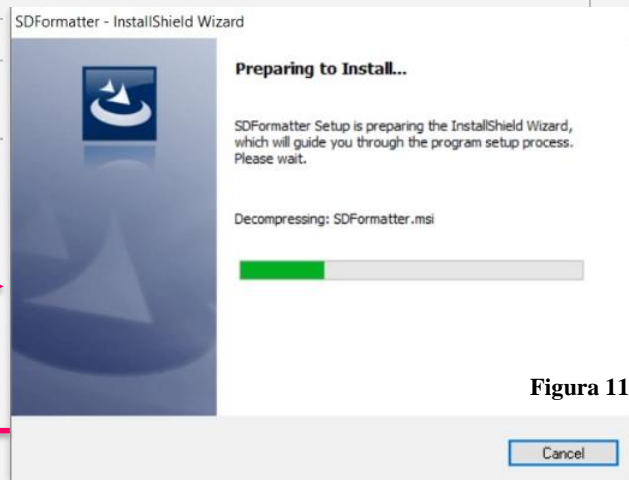 SDFormatter - InstallShield Wizard
Preparing to Install...
SDFormatter Setup is preparing the InstallShield Wizard,
which will guide you through the program setup process.
Please wait.
Decompressing: SDFormatter.msi
Figura 11
Cancel